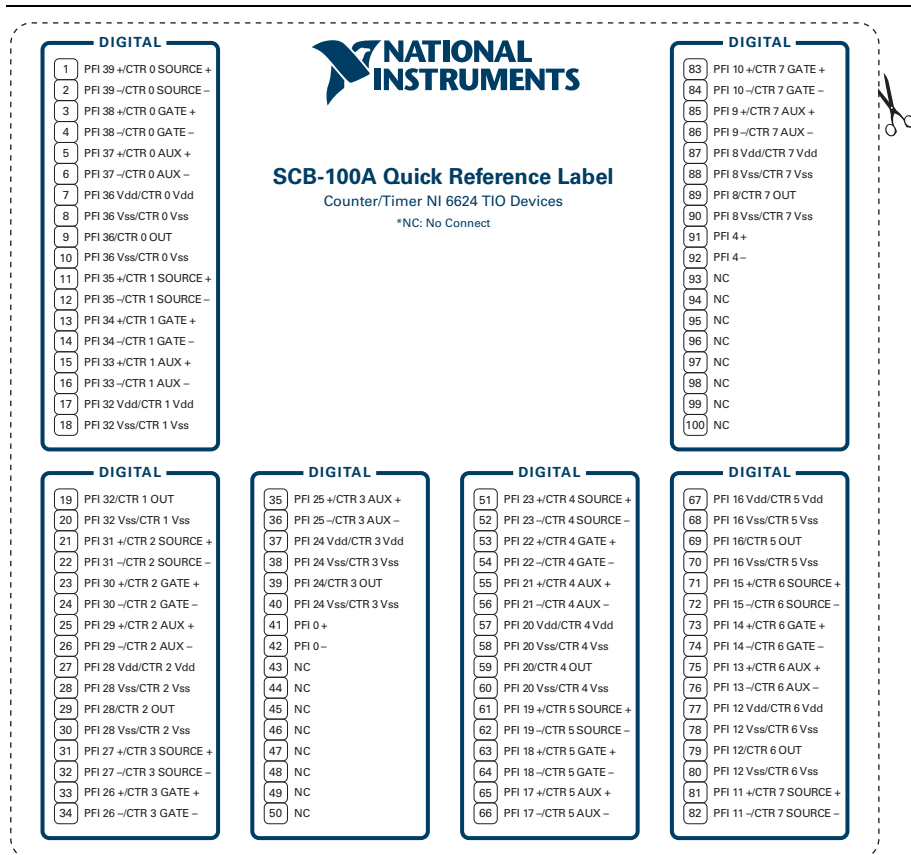 DIGITAL
1 PFI 39 +/CTR 0 SOURCE +
2 PFI 39 –/CTR 0 SOURCE –
3 PFI 38 +/CTR 0 GATE +
4 PFI 38 –/CTR 0 GATE –
5 PFI 37 +/CTR 0 AUX +
6 PFI 37 –/CTR 0 AUX –
7 PFI 36 Vdd/CTR 0 Vdd
8 PFI 36 Vss/CTR 0 Vss
9 PFI 36/CTR 0 OUT
10 PFI 36 Vss/CTR 0 Vss
11 PFI 35 +/CTR 1 SOURCE +
12 PFI 35 –/CTR 1 SOURCE –
13 PFI 34 +/CTR 1 GATE +
14 PFI 34 –/CTR 1 GATE –
15 PFI 33 +/CTR 1 AUX +
16 PFI 33 –/CTR 1 AUX –
17 PFI 32 Vdd/CTR 1 Vdd
18 PFI 32 Vss/CTR 1 Vss
NATIONAL
INSTRUMENTS
SCB-100A Quick Reference Label
Counter/Timer NI 6624 TIO Devices
*NC: No Connect
DIGITAL
83 PFI 10 +/CTR 7 GATE +
84 PFI 10 –/CTR 7 GATE –
85 PFI 9 +/CTR 7 AUX +
86 PFI 9 –/CTR 7 AUX –
87 PFI 8 Vdd/CTR 7 Vdd
88 PFI 8 Vss/CTR 7 Vss
89 PFI 8/CTR 7 OUT
90 PFI 8 Vss/CTR 7 Vss
91 PFI 4 +
92 PFI 4 –
93 NC
94 NC
95 NC
96 NC
97 NC
98 NC
99 NC
100 NC
DIGITAL
19 PFI 32/CTR 1 OUT
20 PFI 32 Vss/CTR 1 Vss
21 PFI 31 +/CTR 2 SOURCE +
22 PFI 31 –/CTR 2 SOURCE –
23 PFI 30 +/CTR 2 GATE +
24 PFI 30 –/CTR 2 GATE –
25 PFI 29 +/CTR 2 AUX +
26 PFI 29 –/CTR 2 AUX –
27 PFI 28 Vdd/CTR 2 Vdd
28 PFI 28 Vss/CTR 2 Vss
29 PFI 28/CTR 2 OUT
30 PFI 28 Vss/CTR 2 Vss
31 PFI 27 +/CTR 3 SOURCE +
32 PFI 27 –/CTR 3 SOURCE –
33 PFI 26 +/CTR 3 GATE +
34 PFI 26 –/CTR 3 GATE –
DIGITAL
35 PFI 25 +/CTR 3 AUX +
36 PFI 25 –/CTR 3 AUX –
37 PFI 24 Vdd/CTR 3 Vdd
38 PFI 24 Vss/CTR 3 Vss
39 PFI 24/CTR 3 OUT
40 PFI 24 Vss/CTR 3 Vss
41 PFI 0 +
42 PFI 0 –
43 NC
44 NC
45 NC
46 NC
47 NC
48 NC
49 NC
50 NC
DIGITAL
51 PFI 23 +/CTR 4 SOURCE +
52 PFI 23 –/CTR 4 SOURCE –
53 PFI 22 +/CTR 4 GATE +
54 PFI 22 –/CTR 4 GATE –
55 PFI 21 +/CTR 4 AUX +
56 PFI 21 –/CTR 4 AUX –
57 PFI 20 Vdd/CTR 4 Vdd
58 PFI 20 Vss/CTR 4 Vss
59 PFI 20/CTR 4 OUT
60 PFI 20 Vss/CTR 4 Vss
61 PFI 19 +/CTR 5 SOURCE +
62 PFI 19 –/CTR 5 SOURCE –
63 PFI 18 +/CTR 5 GATE +
64 PFI 18 –/CTR 5 GATE –
65 PFI 17 +/CTR 5 AUX +
66 PFI 17 –/CTR 5 AUX –
DIGITAL
67 PFI 16 Vdd/CTR 5 Vdd
68 PFI 16 Vss/CTR 5 Vss
69 PFI 16/CTR 5 OUT
70 PFI 16 Vss/CTR 5 Vss
71 PFI 15 +/CTR 6 SOURCE +
72 PFI 15 –/CTR 6 SOURCE –
73 PFI 14 +/CTR 6 GATE +
74 PFI 14 –/CTR 6 GATE –
75 PFI 13 +/CTR 6 AUX +
76 PFI 13 –/CTR 6 AUX –
77 PFI 12 Vdd/CTR 6 Vdd
78 PFI 12 Vss/CTR 6 Vss
79 PFI 12/CTR 6 OUT
80 PFI 12 Vss/CTR 6 Vss
81 PFI 11 +/CTR 7 SOURCE +
82 PFI 11 –/CTR 7 SOURCE –